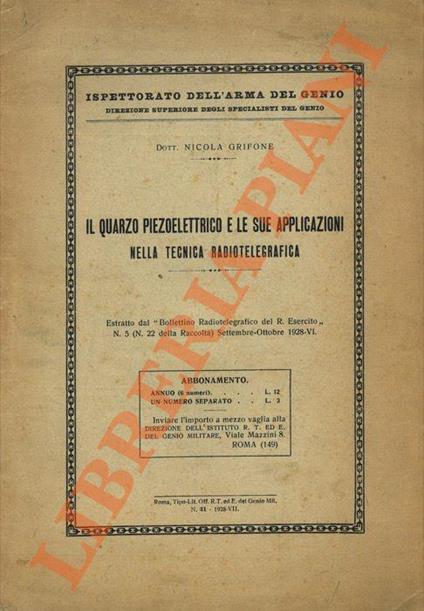 ISPETTORATO DELL'ARMA DEL GENIO
DIREZIONE SUPERIORE DEGLI SPECIALISTI DEL GENIO
DOTT. NICOLA GRIFONE
IL QUARZO PIEZOELETTRICO E LE SUE APPLICAZIONI
NELLA TECNICA RADIOTELEGRAFICA
Estratto dal "Bollettino Radiotelegrafico del R. Esercito„
N. 5 (N. 22 della Raccolta) Settembre-Ottobre 1928-VI.
ABBONAMENTO.
ANNUO (6 numeri). . . . L. 12
UN NUMERO SEPARATO . . L. 3
Inviare l'importo a mezzo vaglia alla
DIREZIONE DELL'ISTITUTO R. T. ED E.
DEL GENIO MILITARE, Viale Mazzini 8.
ROMA (149)
Roma, Tipo-Lit. Off. R.T. ed E. del Genio Mil.
N. 81 - 1928-VII.
LIBRERIAPIANI